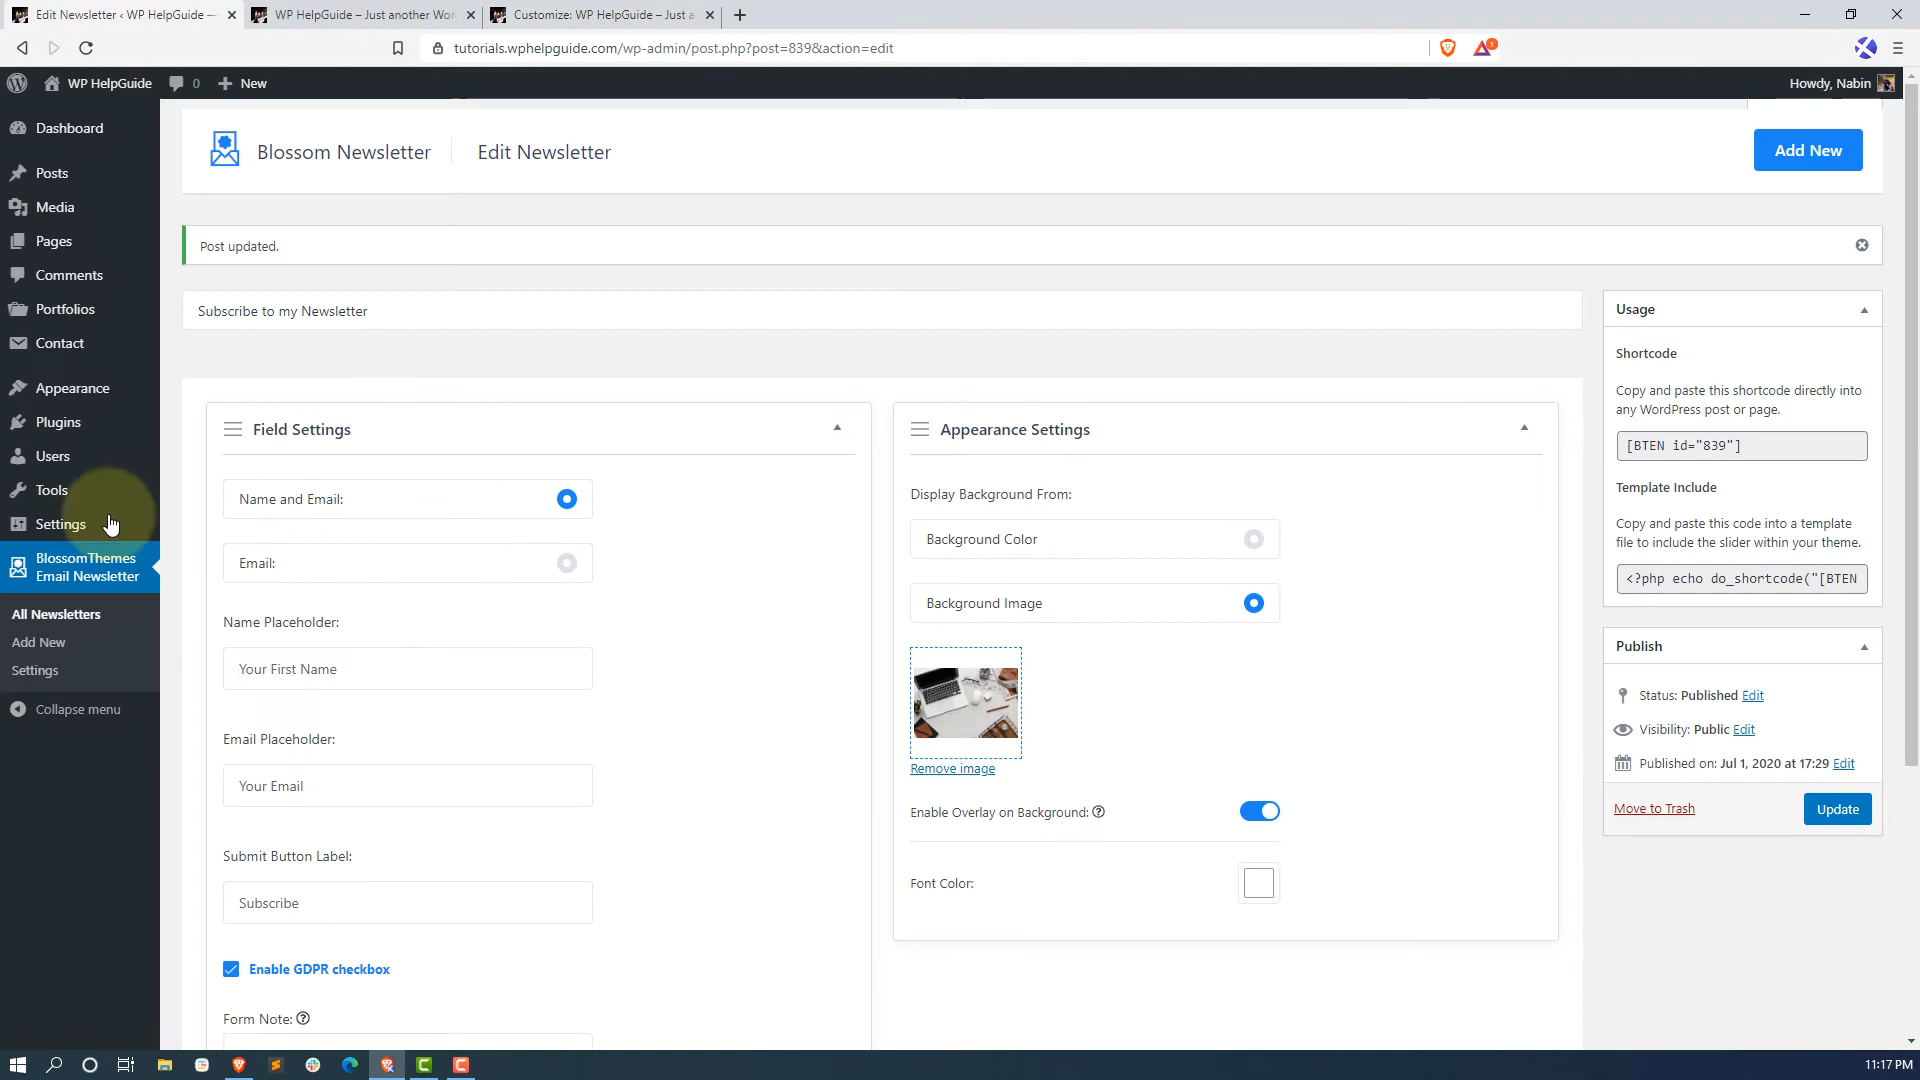 Edit Newsletter ‹ WP HelpGuide —
WP HelpGuide – Just another Wor
Customize: WP HelpGuide – Just a
tutorials.wphelpguide.com/wp-admin/post.php?post=839&action=edit
1
WP HelpGuide
0
New
Howdy, Nabin
Dashboard
Posts
Media
Pages
Comments
Portfolios
Contact
Appearance
Plugins
Users
Tools
Settings
BlossomThemes
Email Newsletter
All Newsletters
Add New
Settings
Collapse menu
Blossom Newsletter
Edit Newsletter
Add New
Post updated.
Subscribe to my Newsletter
Field Settings
Name and Email:
Email:
Name Placeholder:
Your First Name
Email Placeholder:
Your Email
Submit Button Label:
Subscribe
Enable GDPR checkbox
Form Note:
Appearance Settings
Display Background From:
Background Color
Background Image
Remove image
Enable Overlay on Background:
Font Color:
Usage
Shortcode
Copy and paste this shortcode directly into
any WordPress post or page.
[BTEN id="839"]
Template Include
Copy and paste this code into a template
file to include the slider within your theme.
<?php echo do_shortcode("[BTEN
Publish
Status: Published Edit
Visibility: Public Edit
Published on: Jul 1, 2020 at 17:29 Edit
Move to Trash
Update
11:17 PM